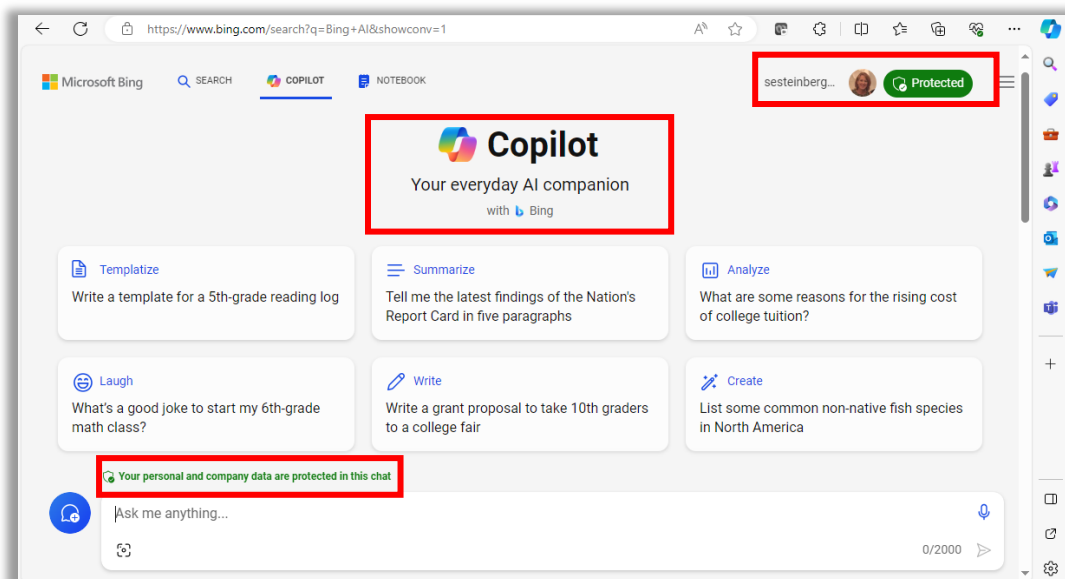 https://www.bing.com/search?q=Bing+AI&showconv=1
Microsoft Bing
SEARCH
COPILOT
NOTEBOOK
sesteinberg...
Protected
Copilot
Your everyday AI companion
with Bing
Templatize
Write a template for a 5th-grade reading log
Summarize
Tell me the latest findings of the Nation's
Report Card in five paragraphs
Analyze
What are some reasons for the rising cost
of college tuition?
Laugh
What's a good joke to start my 6th-grade
math class?
Write
Write a grant proposal to take 10th graders
to a college fair
Create
List some common non-native fish species
in North America
Your personal and company data are protected in this chat
Ask me anything...
0/2000